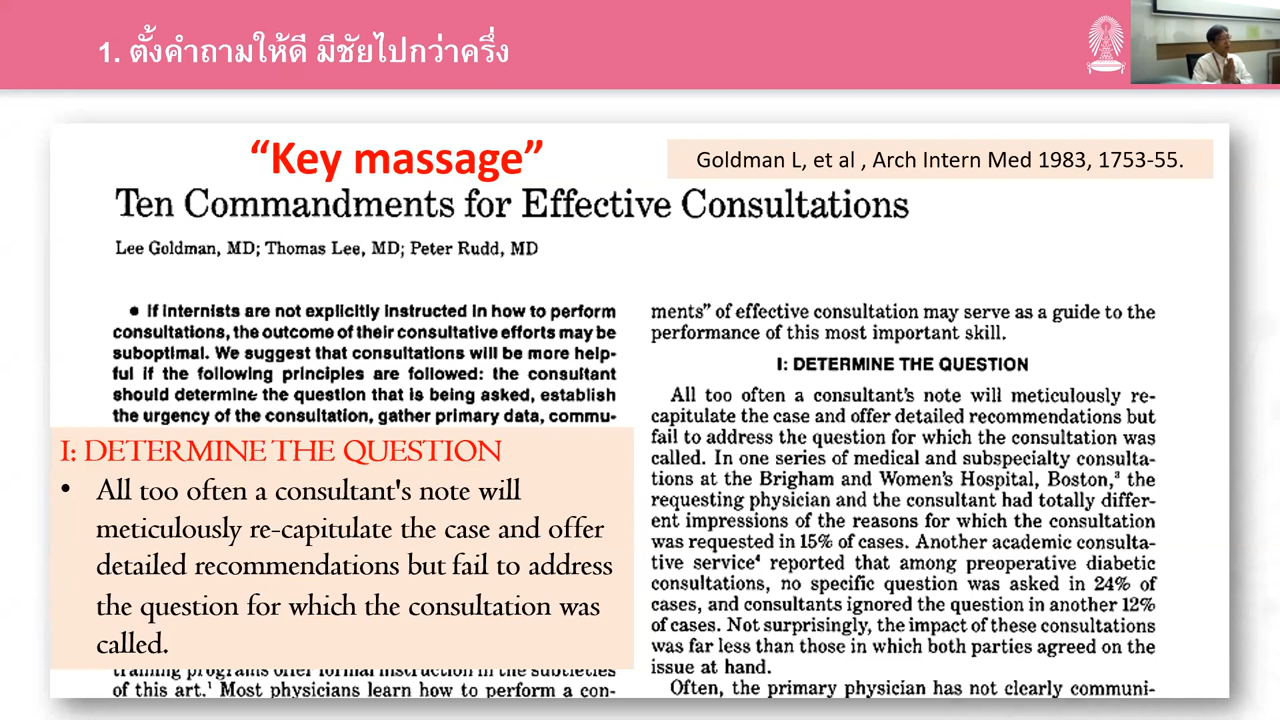 1. ตั้งคำถามให้ดี มีชัยไปกว่าครึ่ง
“Key massage”
Goldman L, et al , Arch Intern Med 1983, 1753-55.
Ten Commandments for Effective Consultations
Lee Goldman, MD; Thomas Lee, MD; Peter Rudd, MD
● If internists are not explicitly instructed in how to perform
consultations, the outcome of their consultative efforts may be
suboptimal. We suggest that consultations will be more help-
ful if the following principles are followed: the consultant
should determine the question that is being asked, establish
the urgency of the consultation, gather primary data, commu-
I: DETERMINE THE QUESTION
• All too often a consultant's note will
meticulously re-capitulate the case and offer
detailed recommendations but fail to address
the question for which the consultation was
called.
training programs offer formal instruction in the subtleties
of this art.¹ Most physicians learn how to perform a con-
ments” of effective consultation may serve as a guide to the
performance of this most important skill.
I: DETERMINE THE QUESTION
All too often a consultant's note will meticulously re-
capitulate the case and offer detailed recommendations but
fail to address the question for which the consultation was
called. In one series of medical and subspecialty consulta-
tions at the Brigham and Women's Hospital, Boston,³ the
requesting physician and the consultant had totally differ-
ent impressions of the reasons for which the consultation
was requested in 15% of cases. Another academic consulta-
tive service⁴ reported that among preoperative diabetic
consultations, no specific question was asked in 24% of
cases, and consultants ignored the question in another 12%
of cases. Not surprisingly, the impact of these consultations
was far less than those in which both parties agreed on the
issue at hand.
Often, the primary physician has not clearly communi-